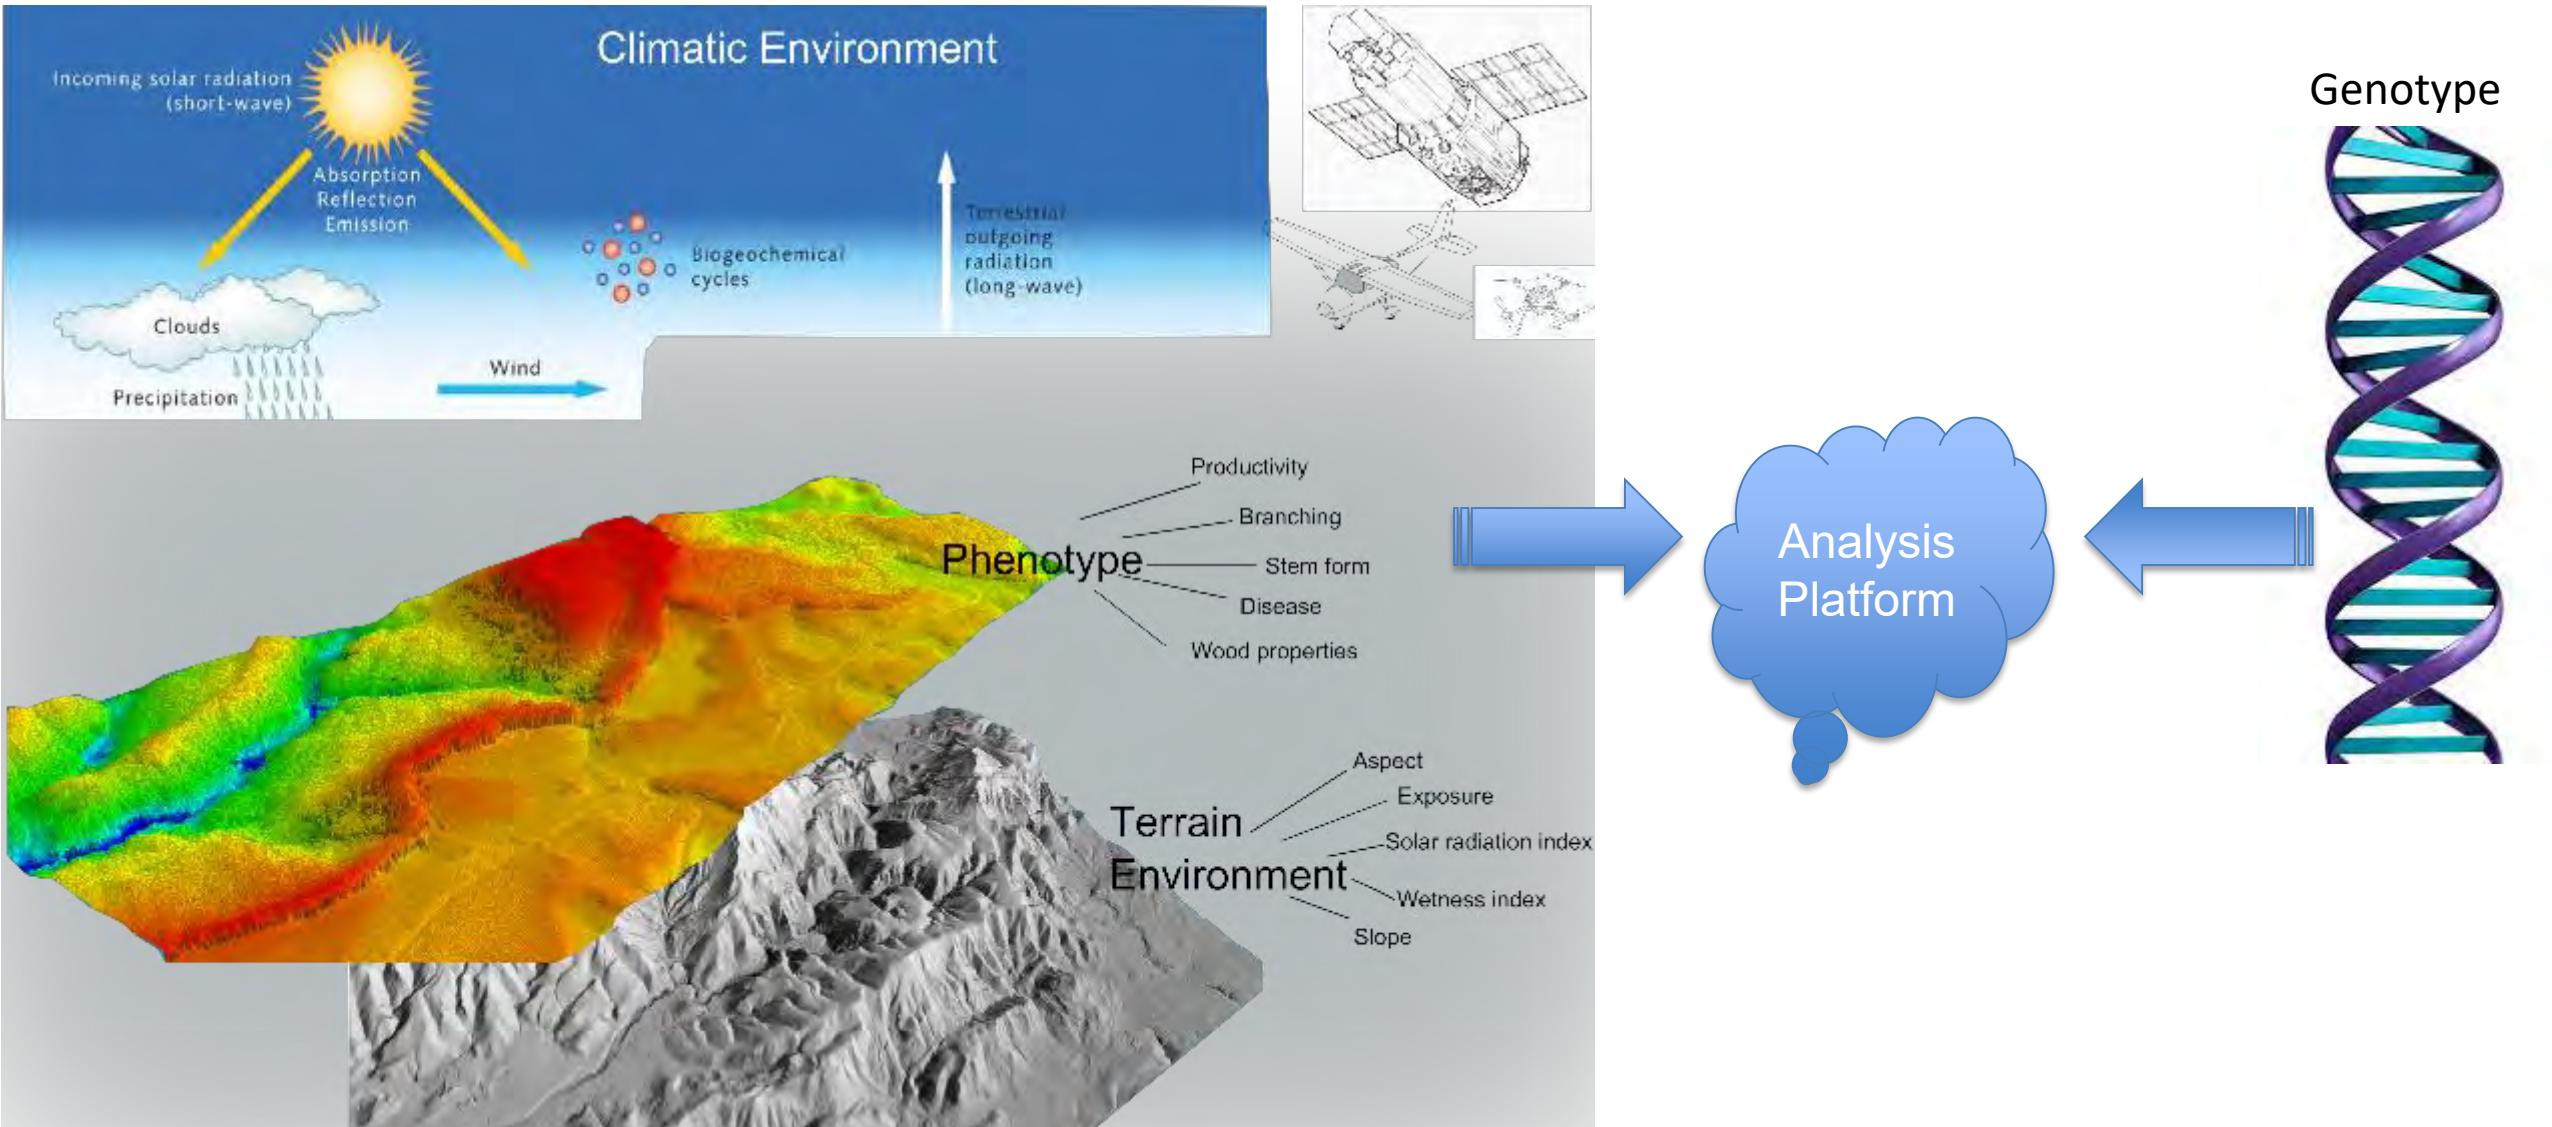 Climatic Environment
Incoming solar radiation
(short-wave)
Absorption
Reflection
Emission
Terrestrial
outgoing
radiation
(long-wave)
Biogeochemical
cycles
Clouds
Wind
Precipitation
Genotype
Productivity
Branching
Phenotype
Stem form
Disease
Wood properties
Analysis
Platform
Aspect
Exposure
Terrain
Environment
Solar radiation index
Wetness index
Slope